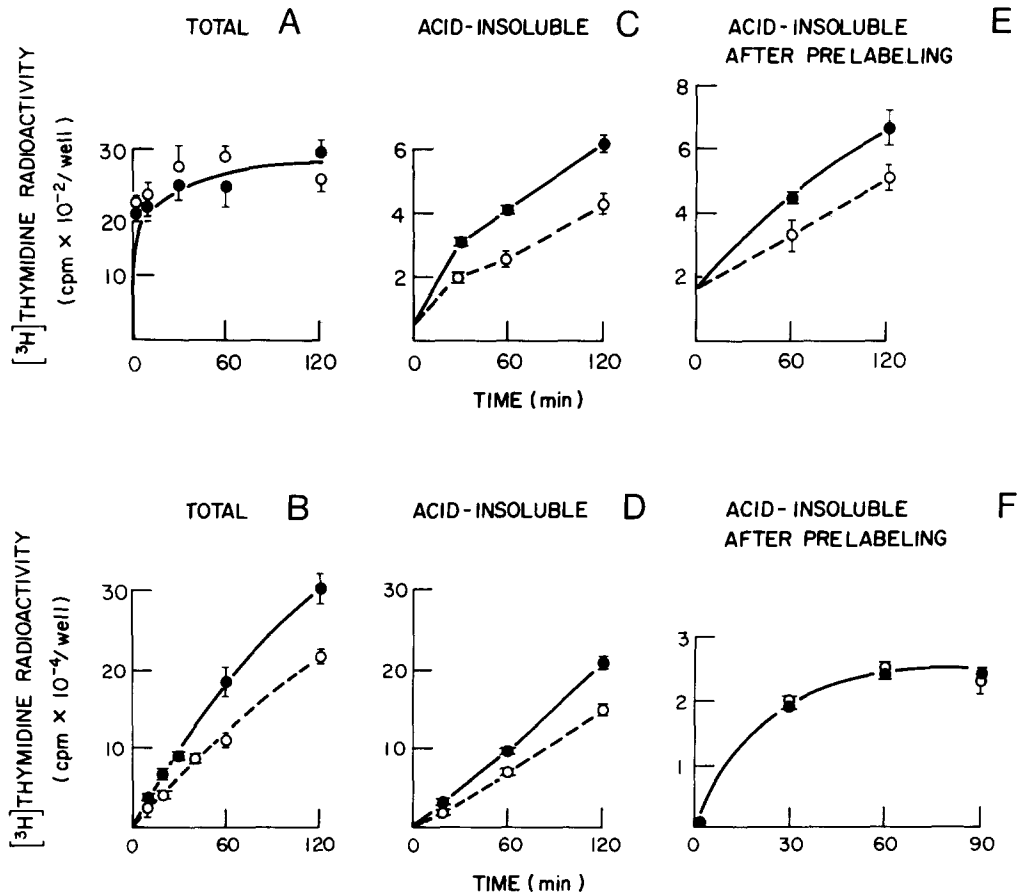 TOTAL A
ACID-INSOLUBLE C
ACID-INSOLUBLE AFTER PRELABELING E
[³H]THYMIDINE RADIOACTIVITY
(cpm × 10⁻²/well)
30
20
10
0 60 120
6
4
2
0 60 120
8
6
4
2
0 60 120
TIME (min)
TOTAL B
ACID-INSOLUBLE D
ACID-INSOLUBLE AFTER PRELABELING F
[³H]THYMIDINE RADIOACTIVITY
(cpm × 10⁻⁴/well)
30
20
10
0 60 120
30
20
10
0 60 120
3
2
1
0 30 60 90
TIME (min)